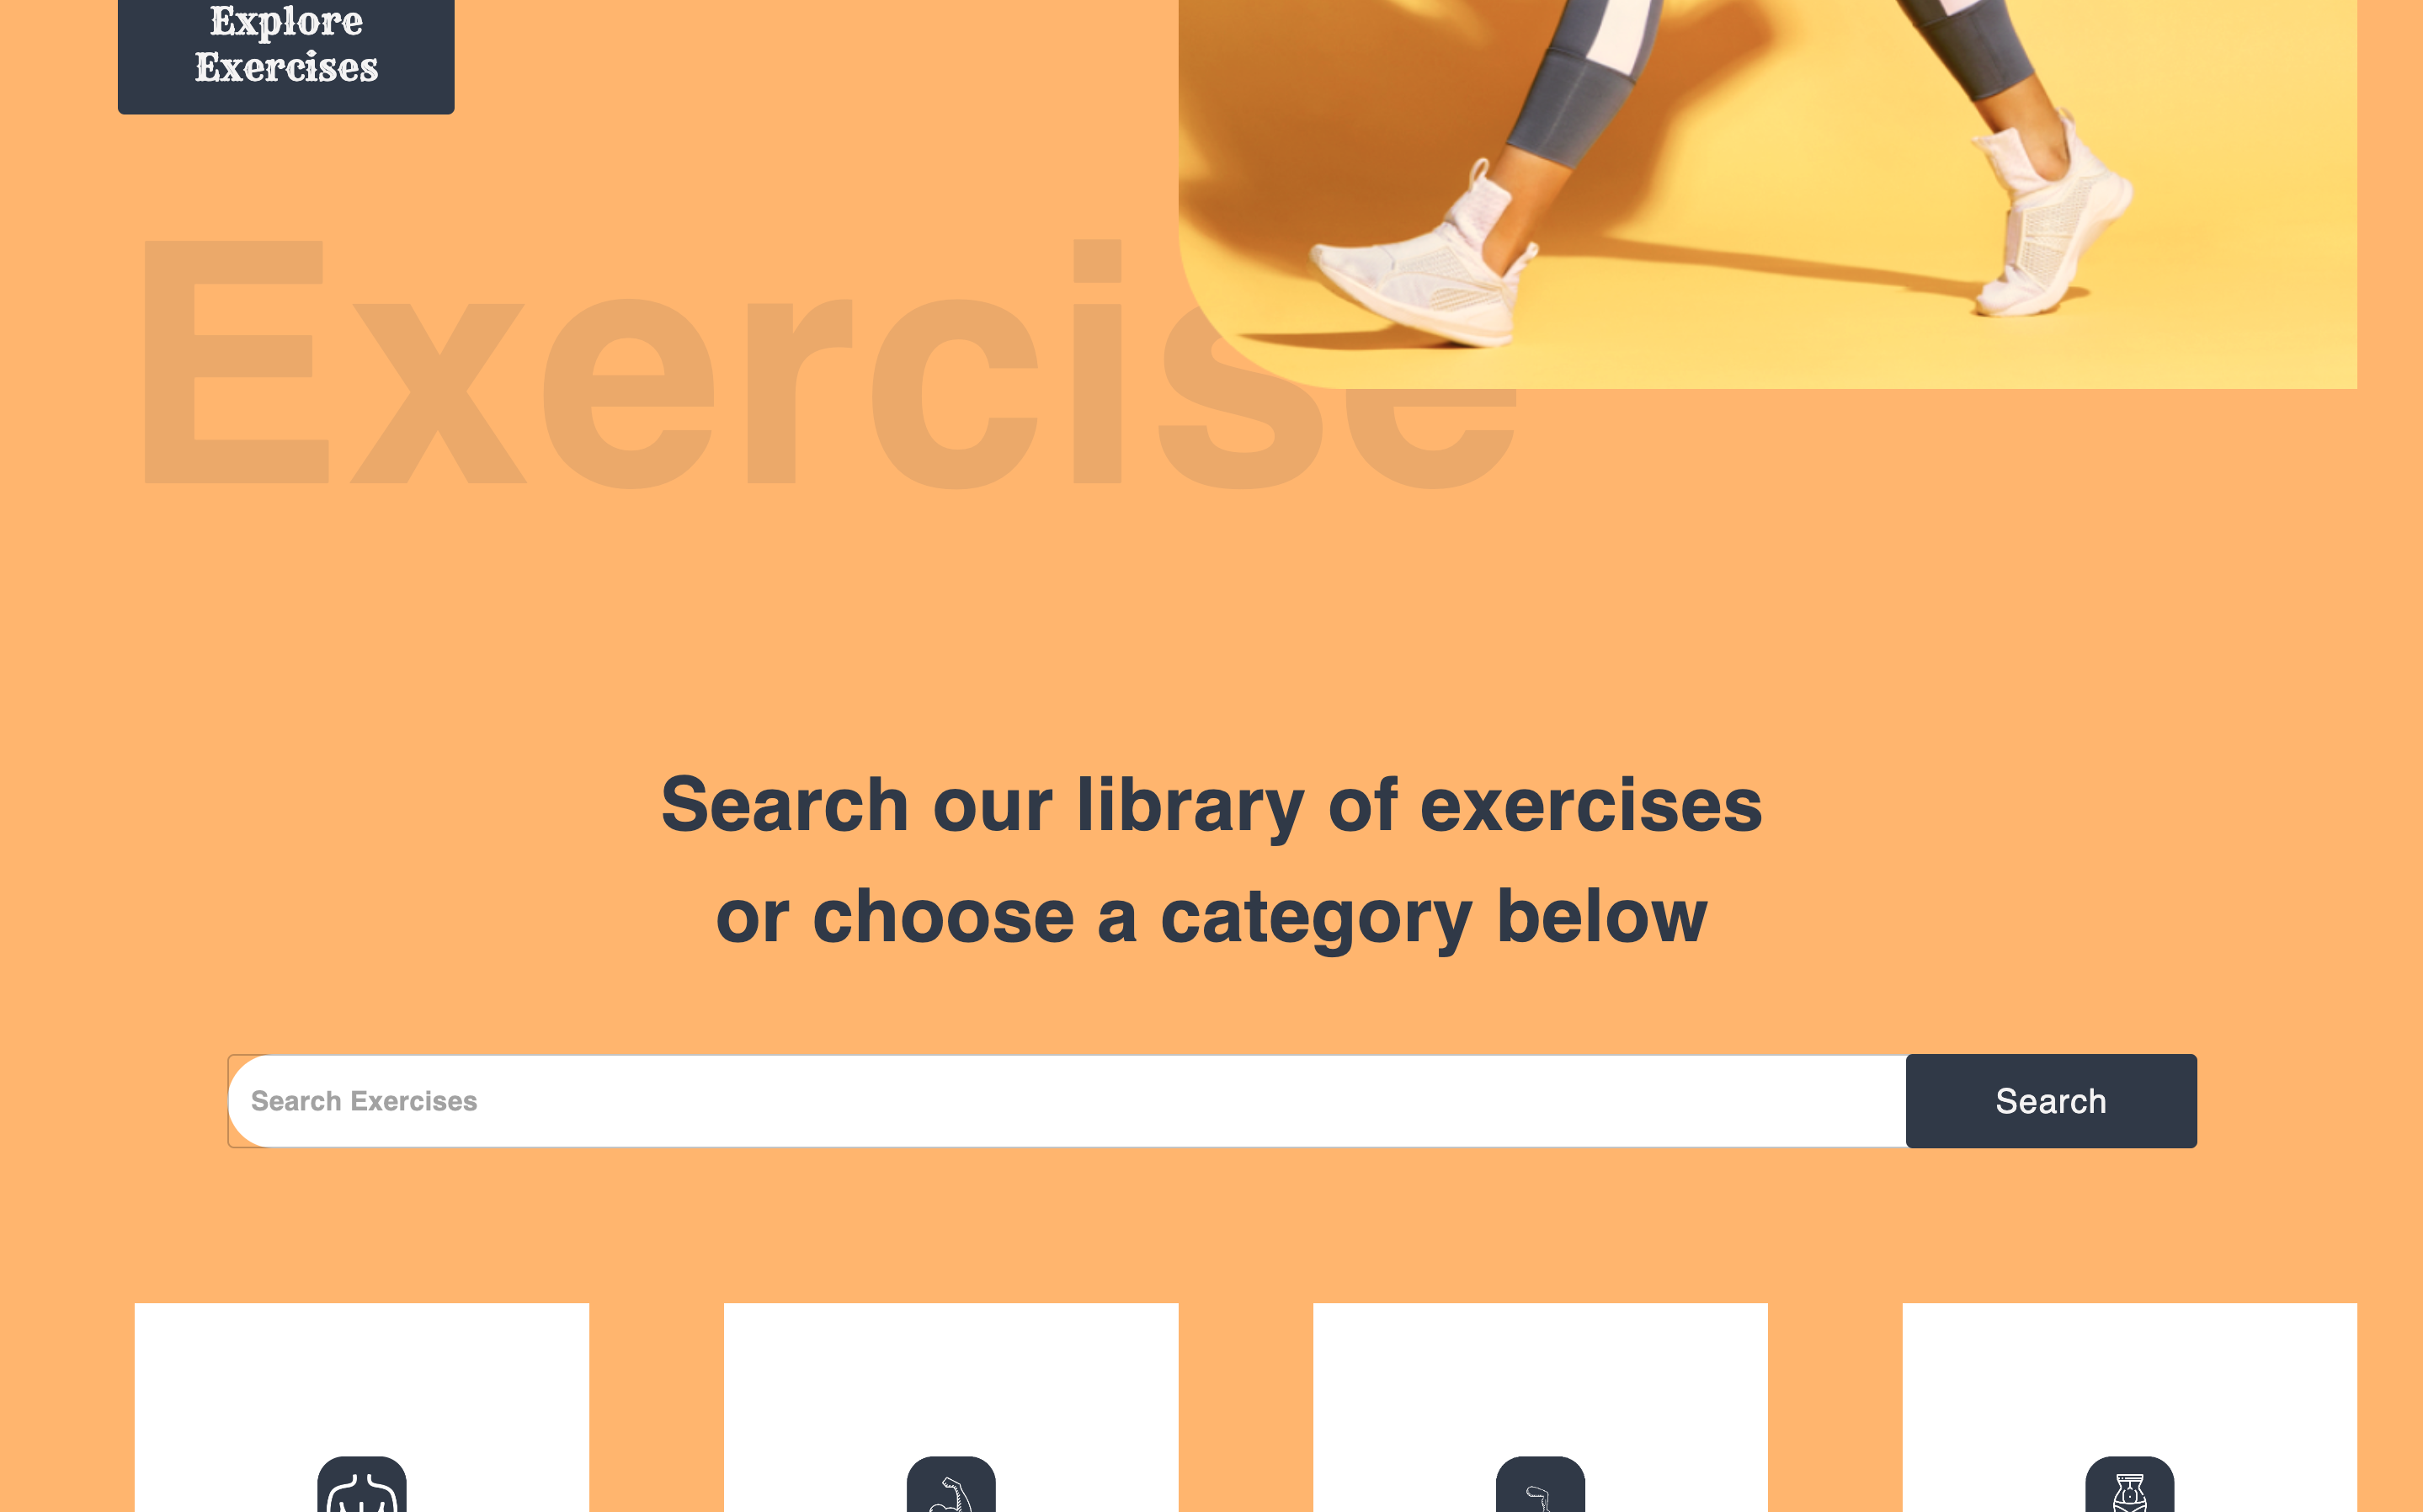 Explore
Exercises
Exercise
Search our library of exercises
or choose a category below
Search Exercises
Search